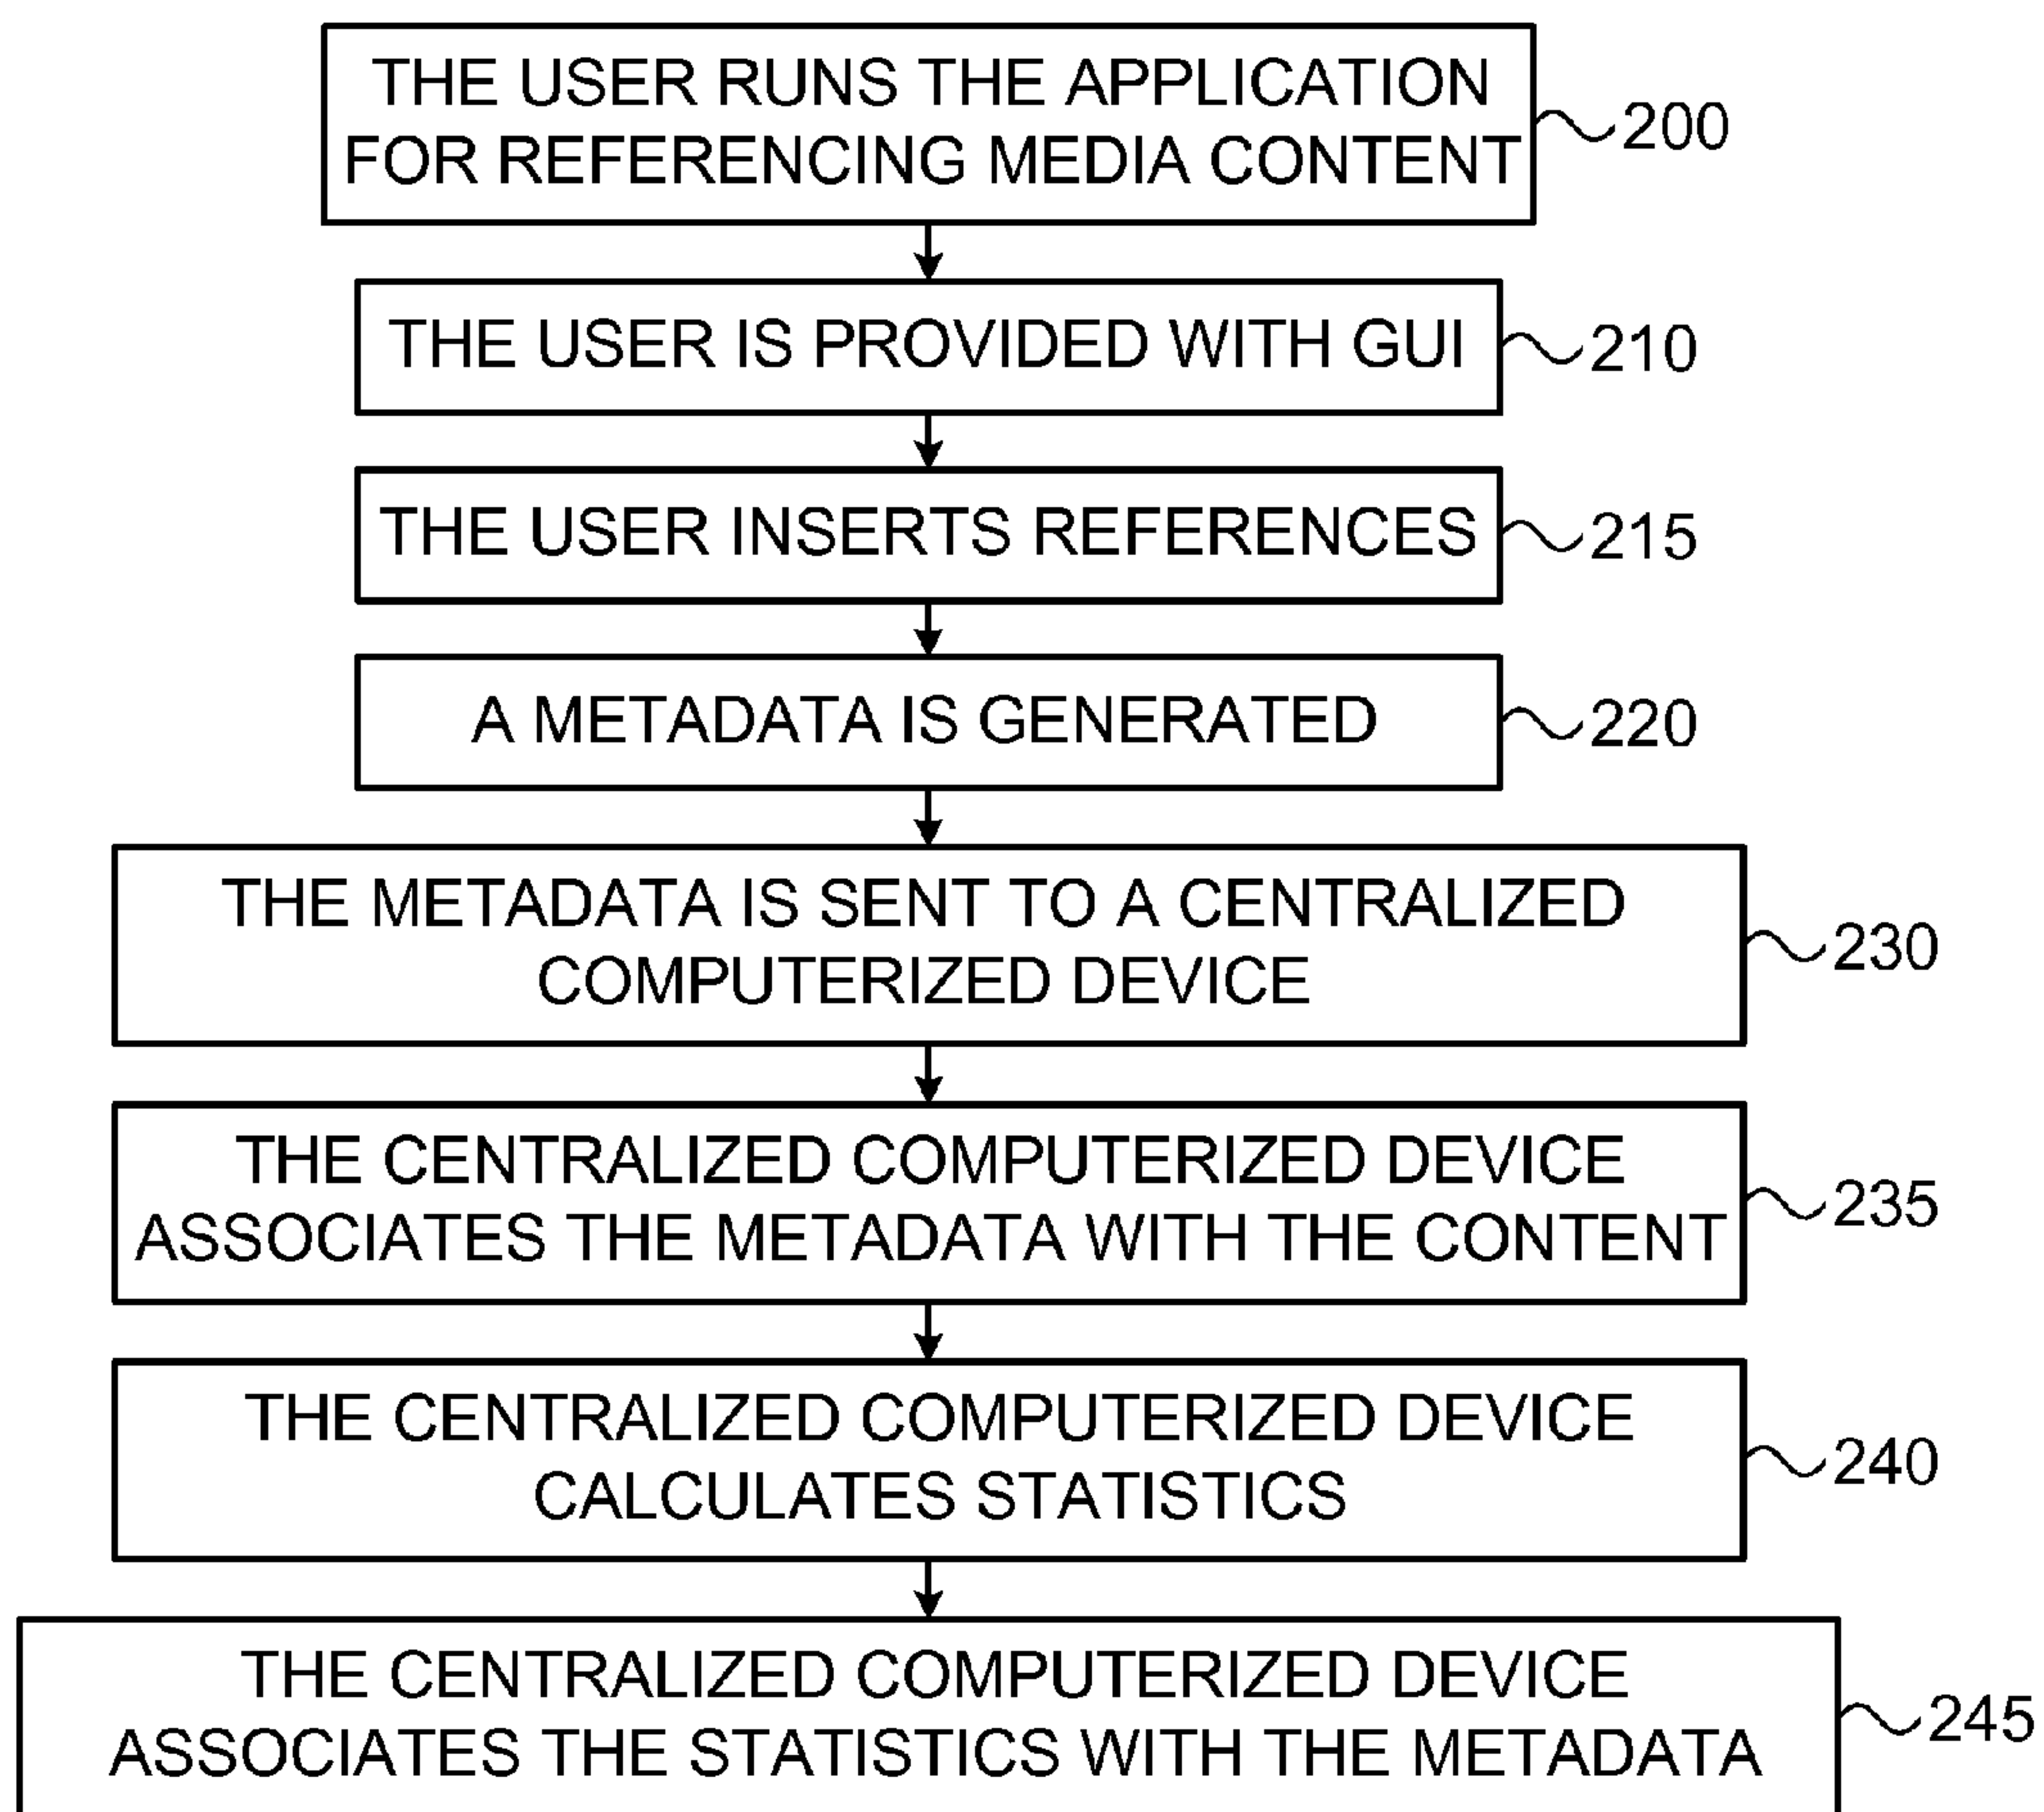 THE USER RUNS THE APPLICATION
FOR REFERENCING MEDIA CONTENT
200
THE USER IS PROVIDED WITH GUI
210
THE USER INSERTS REFERENCES
215
A METADATA IS GENERATED
220
THE METADATA IS SENT TO A CENTRALIZED
COMPUTERIZED DEVICE
230
THE CENTRALIZED COMPUTERIZED DEVICE
ASSOCIATES THE METADATA WITH THE CONTENT
235
THE CENTRALIZED COMPUTERIZED DEVICE
CALCULATES STATISTICS
240
THE CENTRALIZED COMPUTERIZED DEVICE
ASSOCIATES THE STATISTICS WITH THE METADATA
245